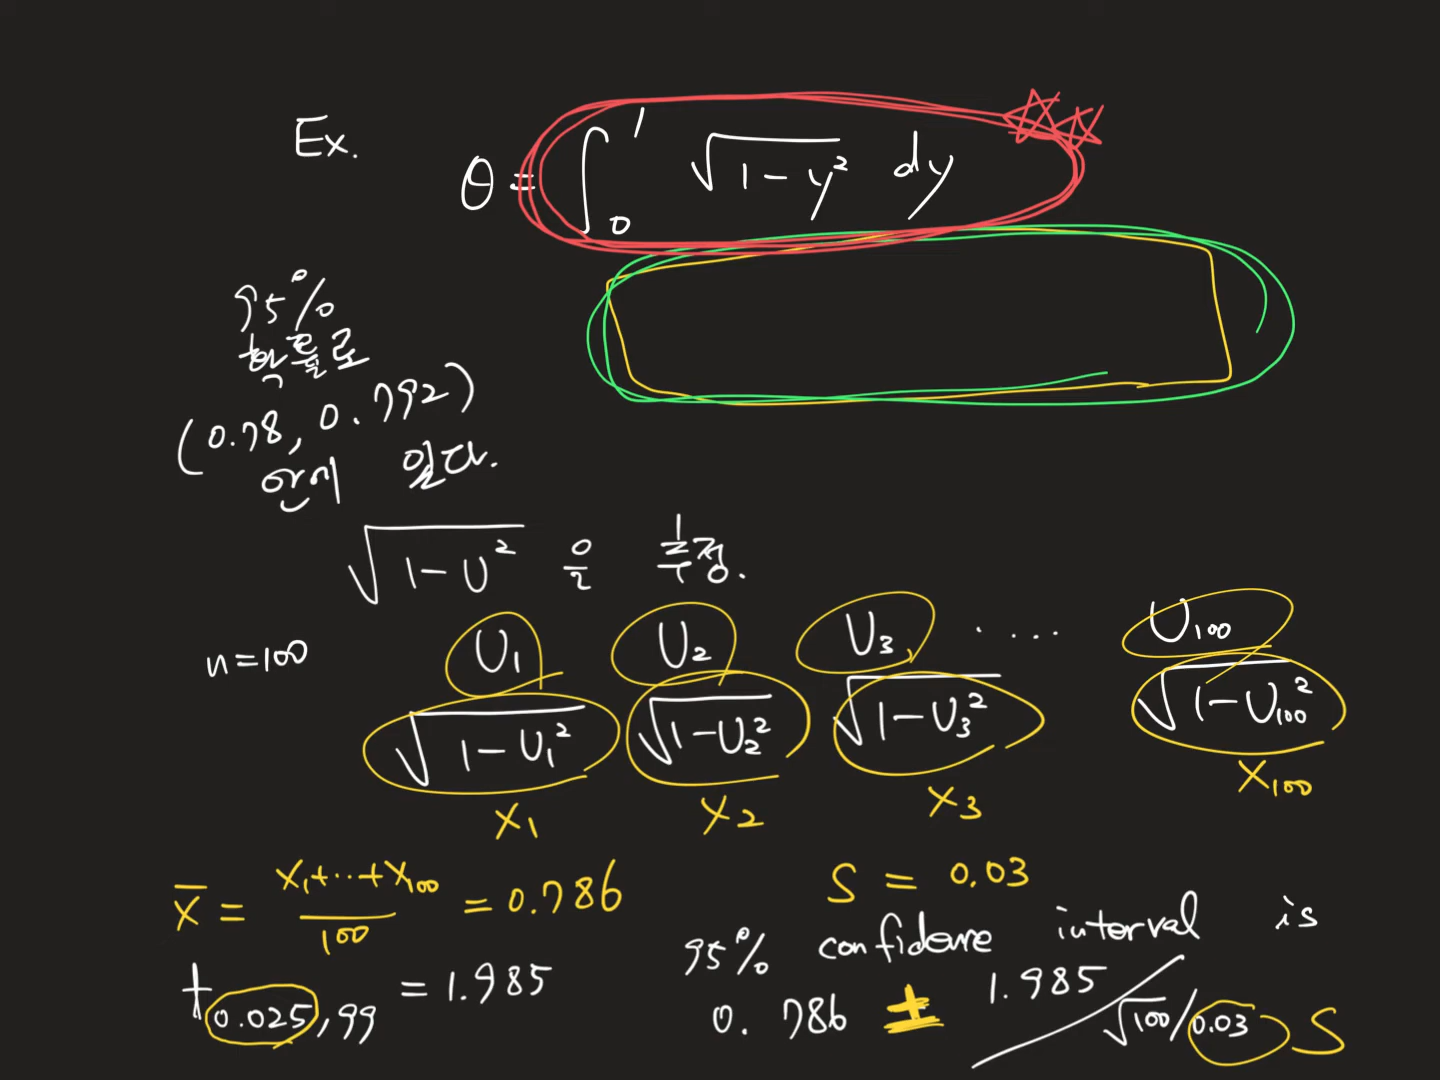 Ex.
θ = ∫₀¹ √(1-y²) dy
95%
확률로
(0.78, 0.792)
안에 있다.
√(1-U²) 을 추정.
n=100 U₁ U₂ U₃ ..... U₁₀₀
√(1-U₁²) √(1-U₂²) √(1-U₃²) √(1-U₁₀₀²)
X₁ X₂ X₃ X₁₀₀
X̄ = (X₁+...+X₁₀₀)/100 = 0.786
S = 0.03
t₀.₀₂₅,₉₉ = 1.985
95% confidence interval is
0.786 ± 1.985/√100/0.03 S